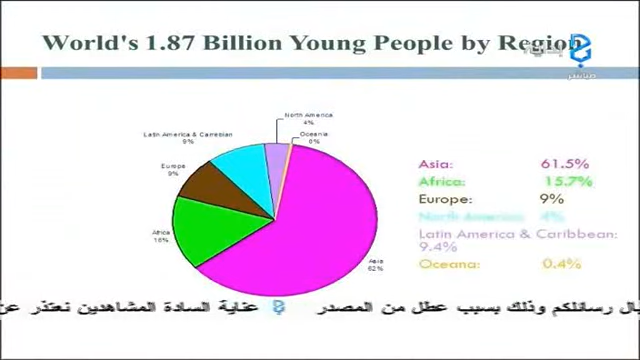 World's 1.87 Billion Young People by Region
بداية
مباشر
North America
4%
Oceania
0%
Latin America & Carribean
9%
Europe
9%
Africa
16%
Asia
62%
Asia: 61.5%
Africa: 15.7%
Europe: 9%
North America: 4%
Latin America & Caribbean:
9.4%
Oceana: 0.4%
عناية السادة المشاهدين نعتذر عن
بال رسائلكم وذلك بسبب عطل من المصدر